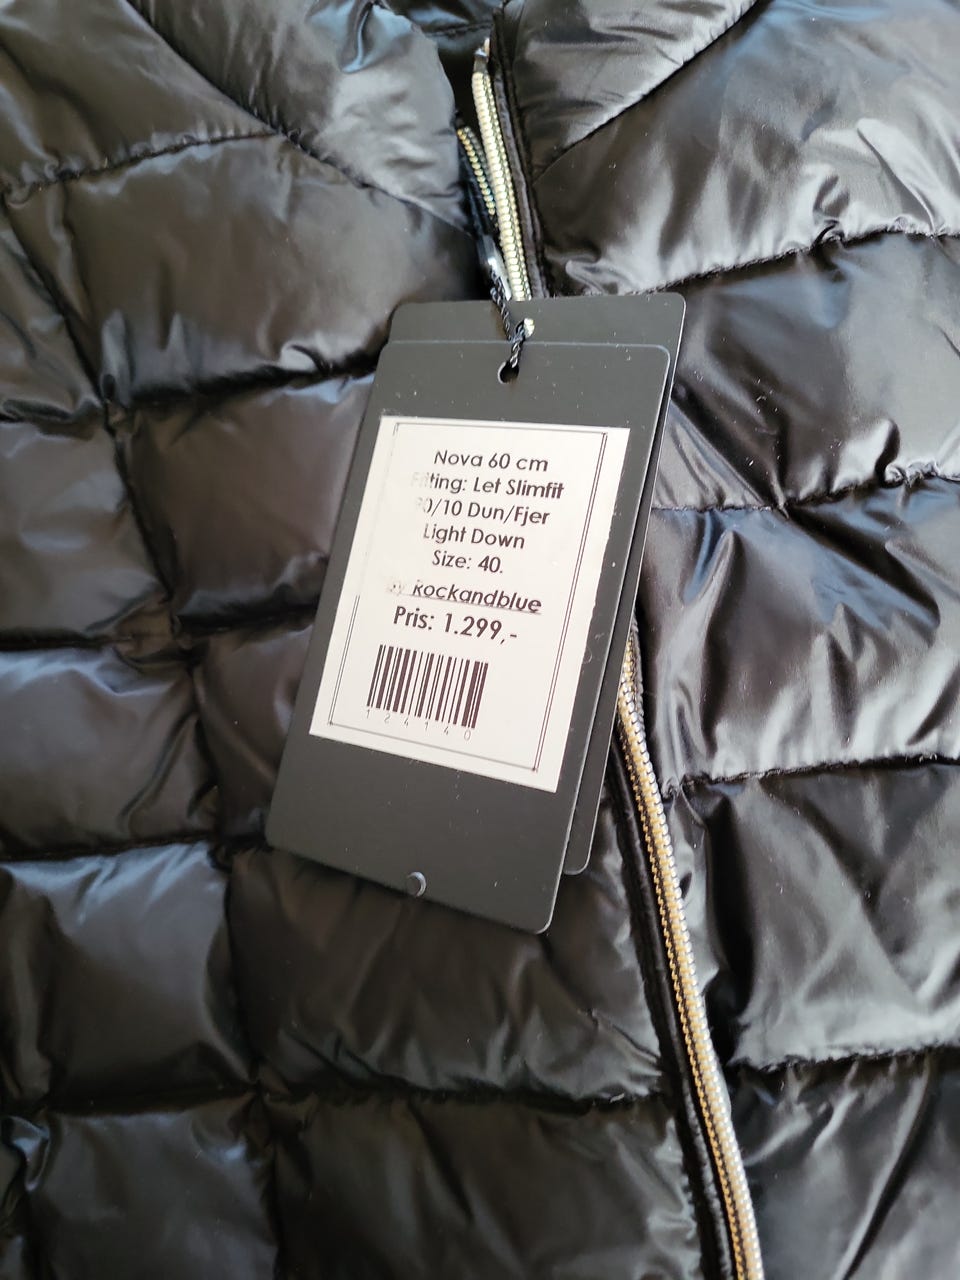 Nova 60 cm
Fitting: Let Slimfit
90/10 Dun/Fjer
Light Down
Size: 40.
By Rockandblue
Pris: 1.299,-
124140